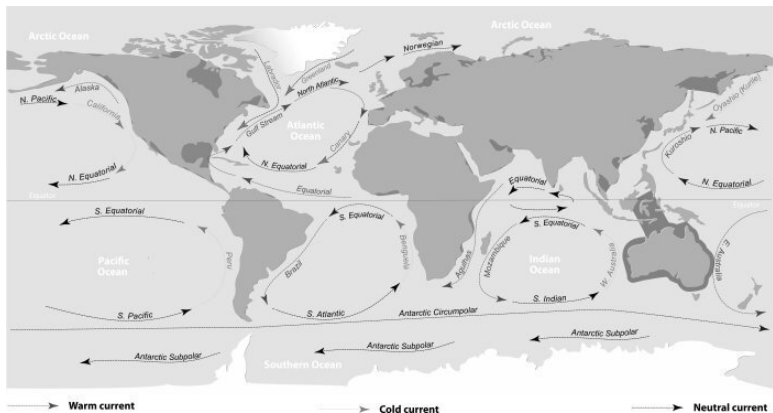 Arctic Ocean
Arctic Ocean
Norwegian
Greenland
Labrador
Alaska
N. Pacific
California
North Atlantic
Gulf Stream
Atlantic
Ocean
Canary
Oyashio (Kurile)
N. Pacific
Kuroshio
N. Equatorial
N. Equatorial
N. Equatorial
Equatorial
Equatorial
Equator
Equator
S. Equatorial
S. Equatorial
S. Equatorial
Pacific
Ocean
Peru
Brazil
Benguela
Agulhas
Mozambique
Indian
Ocean
W. Australia
E. Australia
S. Pacific
S. Atlantic
S. Indian
Antarctic Circumpolar
Antarctic Subpolar
Antarctic Subpolar
Antarctic Subpolar
Southern Ocean
Warm current
Cold current
Neutral current